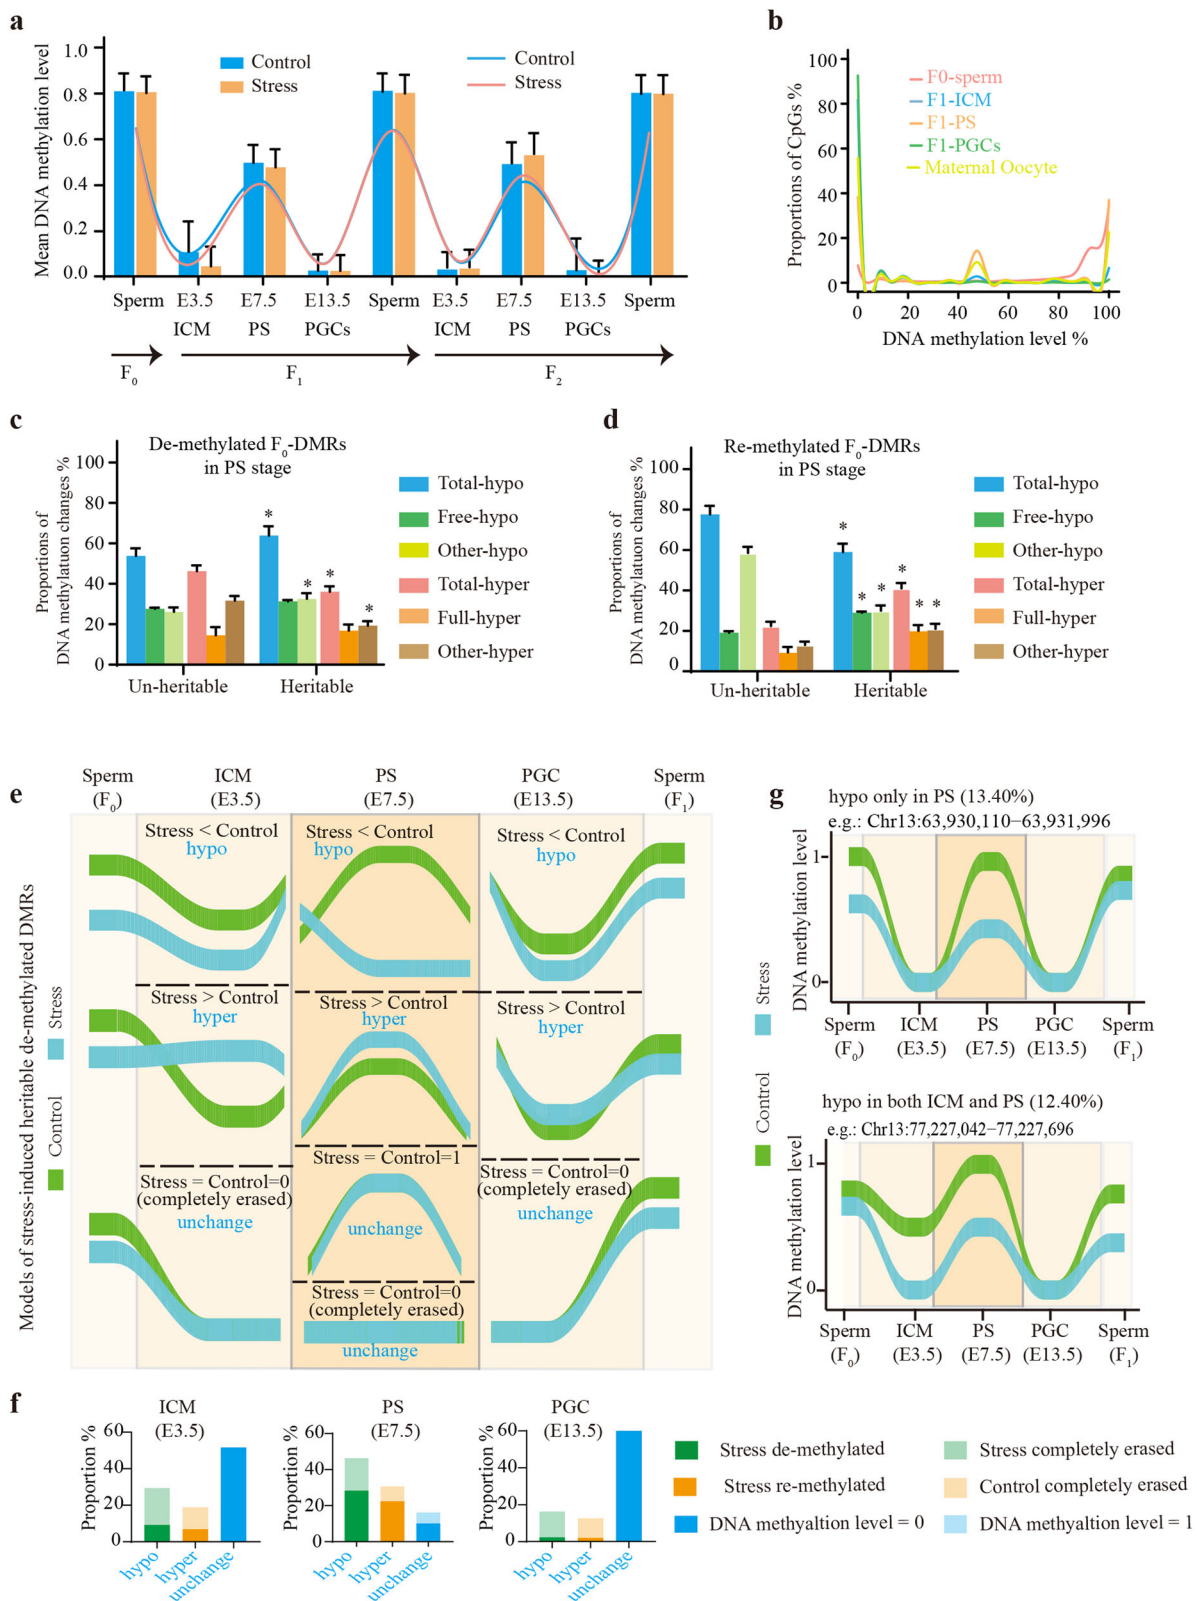 a
Mean DNA methylation level
1.0
0.8
0.6
0.4
0.2
0.0
Control
Stress
Control
Stress
Sperm E3.5 E7.5 E13.5 Sperm E3.5 E7.5 E13.5 Sperm
ICM PS PGCs ICM PS PGCs
F0 F1 F2
b
Proportions of CpGs %
100
80
60
40
20
0
F0-sperm
F1-ICM
F1-PS
F1-PGCs
Maternal Oocyte
0 20 40 60 80 100
DNA methylation level %
c
De-methylated F0-DMRs
in PS stage
Proportions of
DNA methylatuon changes %
100
80
60
40
20
0
* * * *
Un-heritable Heritable
Total-hypo
Free-hypo
Other-hypo
Total-hyper
Full-hyper
Other-hyper
d
Re-methylated F0-DMRs
in PS stage
Proportions of
DNA methylatuon changes %
100
80
60
40
20
0
* * * * * *
Un-heritable Heritable
Total-hypo
Free-hypo
Other-hypo
Total-hyper
Full-hyper
Other-hyper
e
Sperm ICM PS PGC Sperm
(F0) (E3.5) (E7.5) (E13.5) (F1)
Models of stress-induced heritable de-methylated DMRs
Control Stress
Stress < Control Stress < Control Stress < Control
hypo hypo hypo
Stress > Control Stress > Control Stress > Control
hyper hyper hyper
Stress = Control=0
(completely erased)
unchange
Stress = Control=1
unchange
Stress = Control=0
(completely erased)
unchange
Stress = Control=0
(completely erased)
unchange
g
hypo only in PS (13.40%)
e.g.: Chr13:63,930,110−63,931,996
DNA methylation level
1
0
Sperm ICM PS PGC Sperm
(F0) (E3.5) (E7.5) (E13.5) (F1)
Control Stress
hypo in both ICM and PS (12.40%)
e.g.: Chr13:77,227,042−77,227,696
DNA methylation level
1
0
Sperm ICM PS PGC Sperm
(F0) (E3.5) (E7.5) (E13.5) (F1)
f
ICM
(E3.5)
Proportion %
60
40
20
0
hypo hyper unchange
PS
(E7.5)
Proportion %
60
40
20
0
hypo hyper unchange
PGC
(E13.5)
Proportion %
60
40
20
0
hypo hyper unchange
Stress de-methylated
Stress re-methylated
DNA methyaltion level = 0
Stress completely erased
Control completely erased
DNA methyaltion level = 1